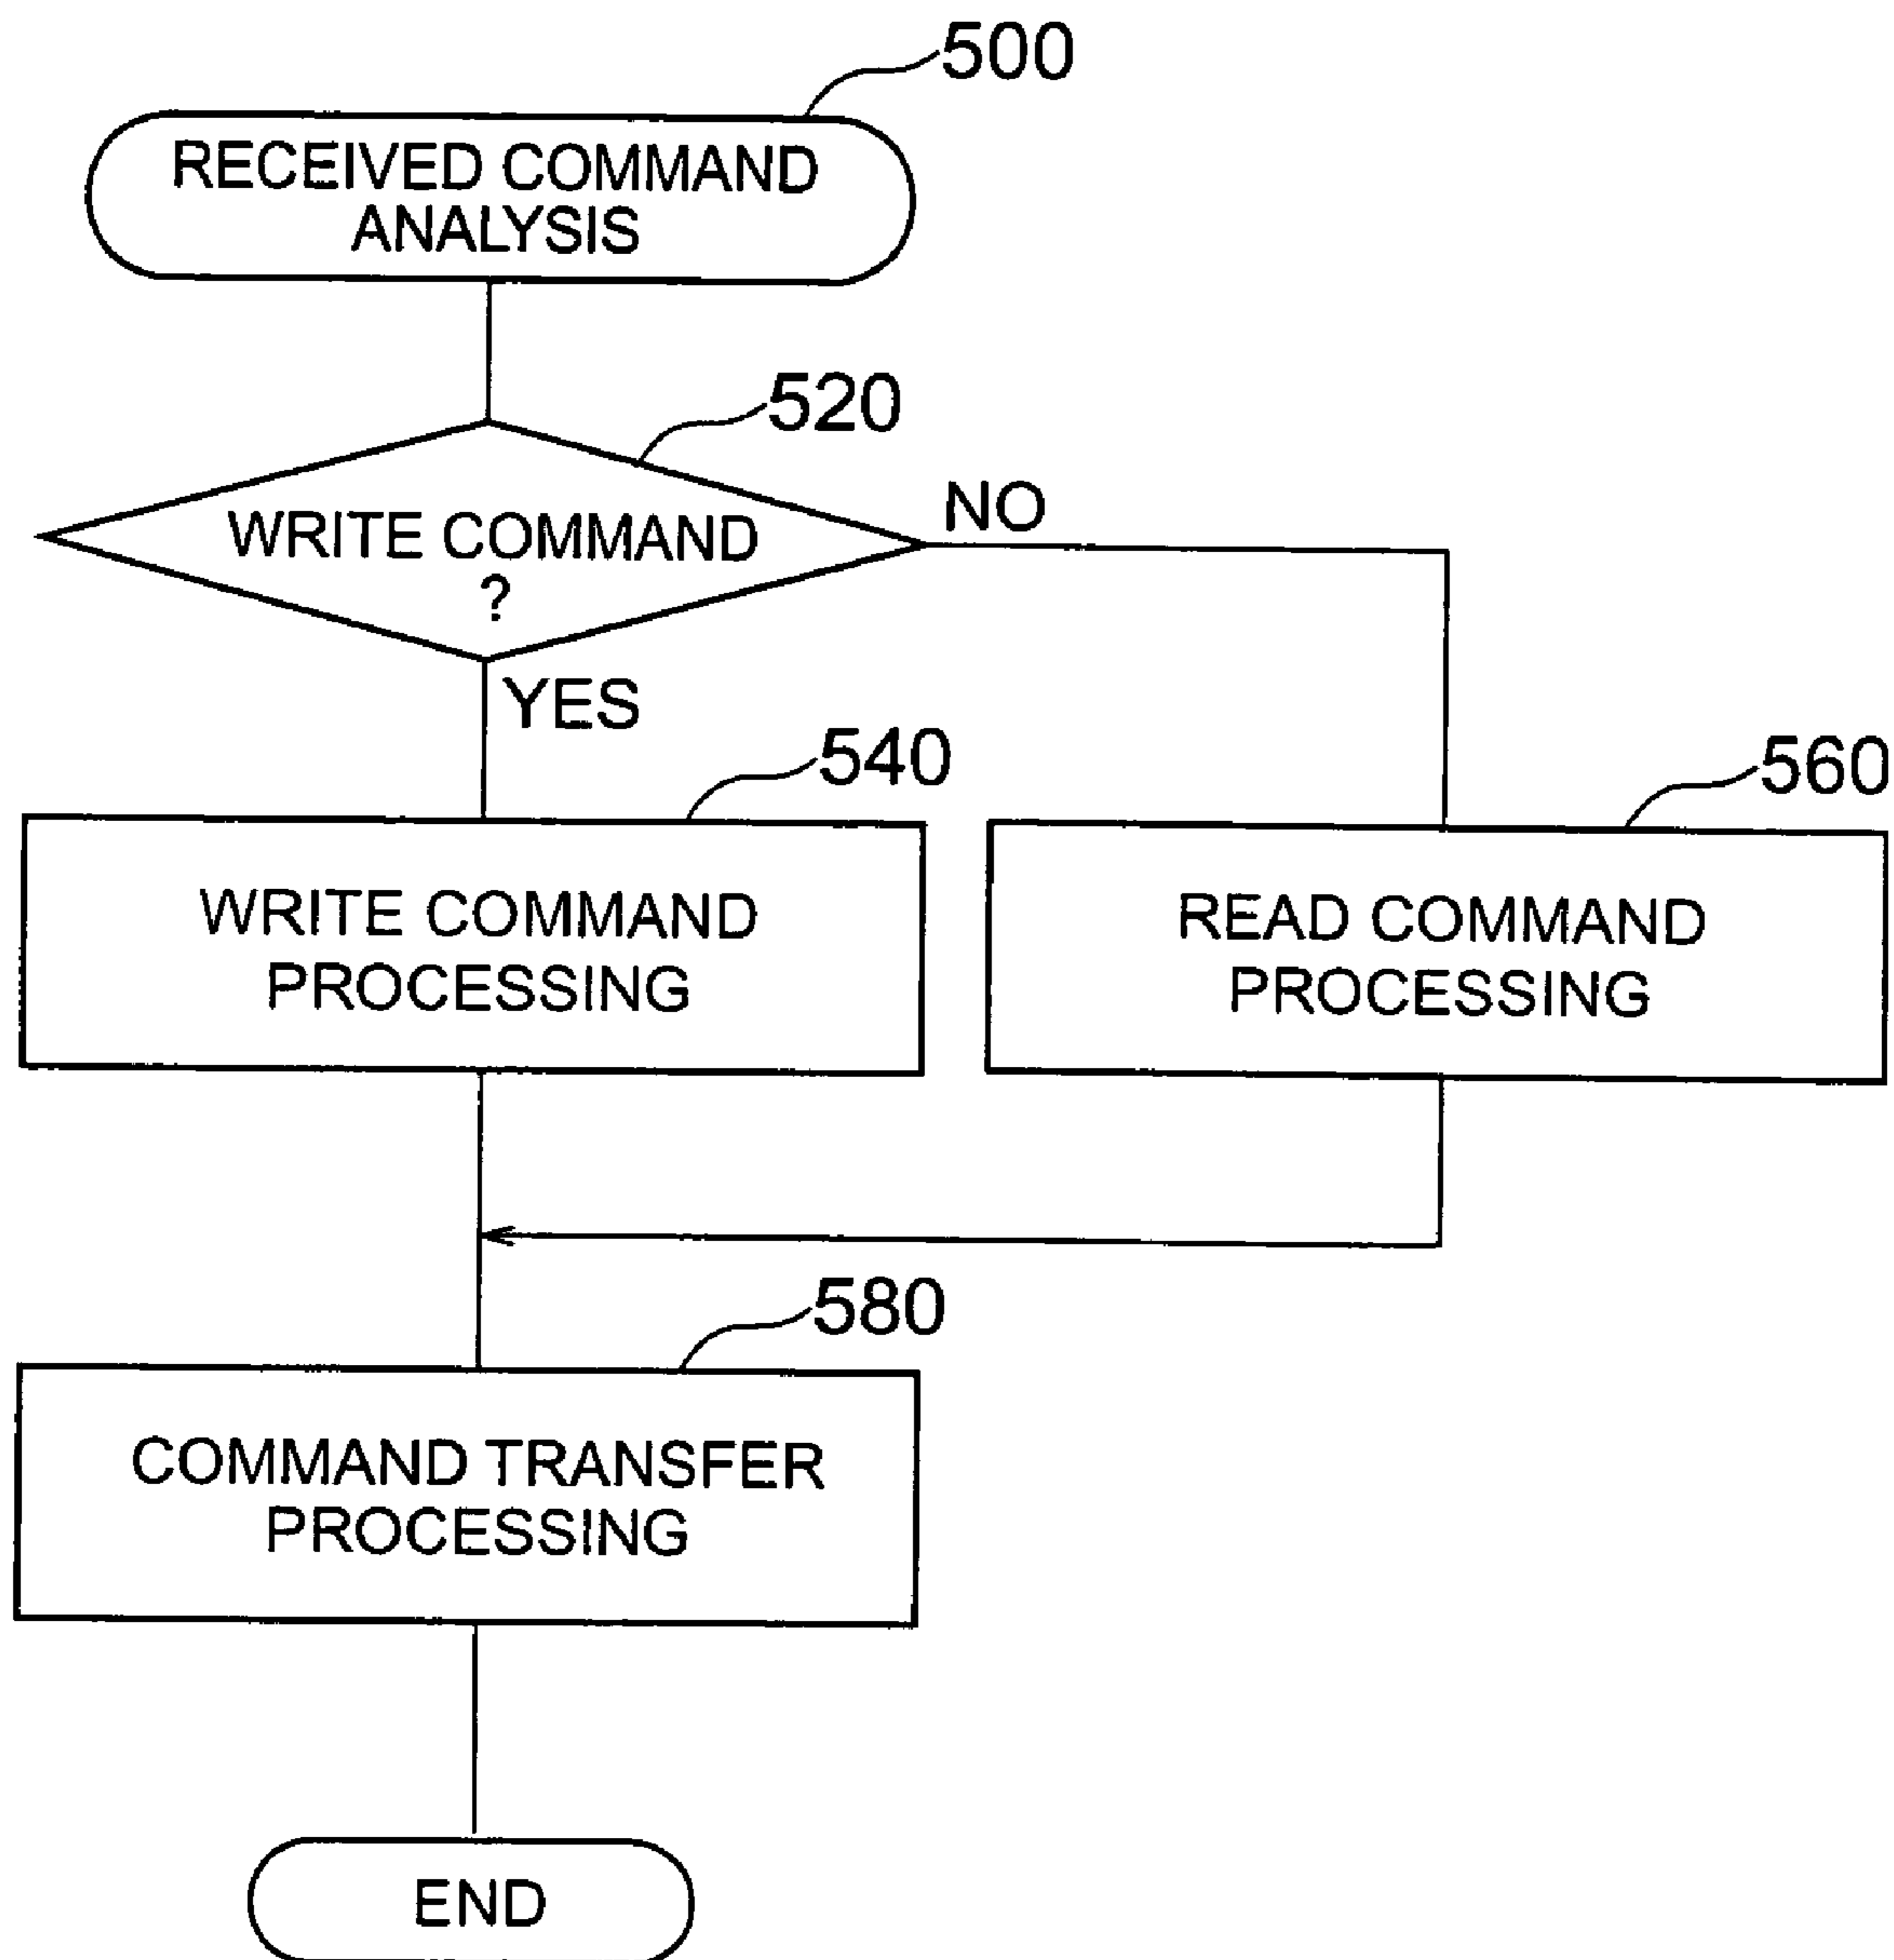 500
RECEIVED COMMAND
ANALYSIS
520
WRITE COMMAND
?
NO
YES
540
WRITE COMMAND
PROCESSING
560
READ COMMAND
PROCESSING
580
COMMAND TRANSFER
PROCESSING
END